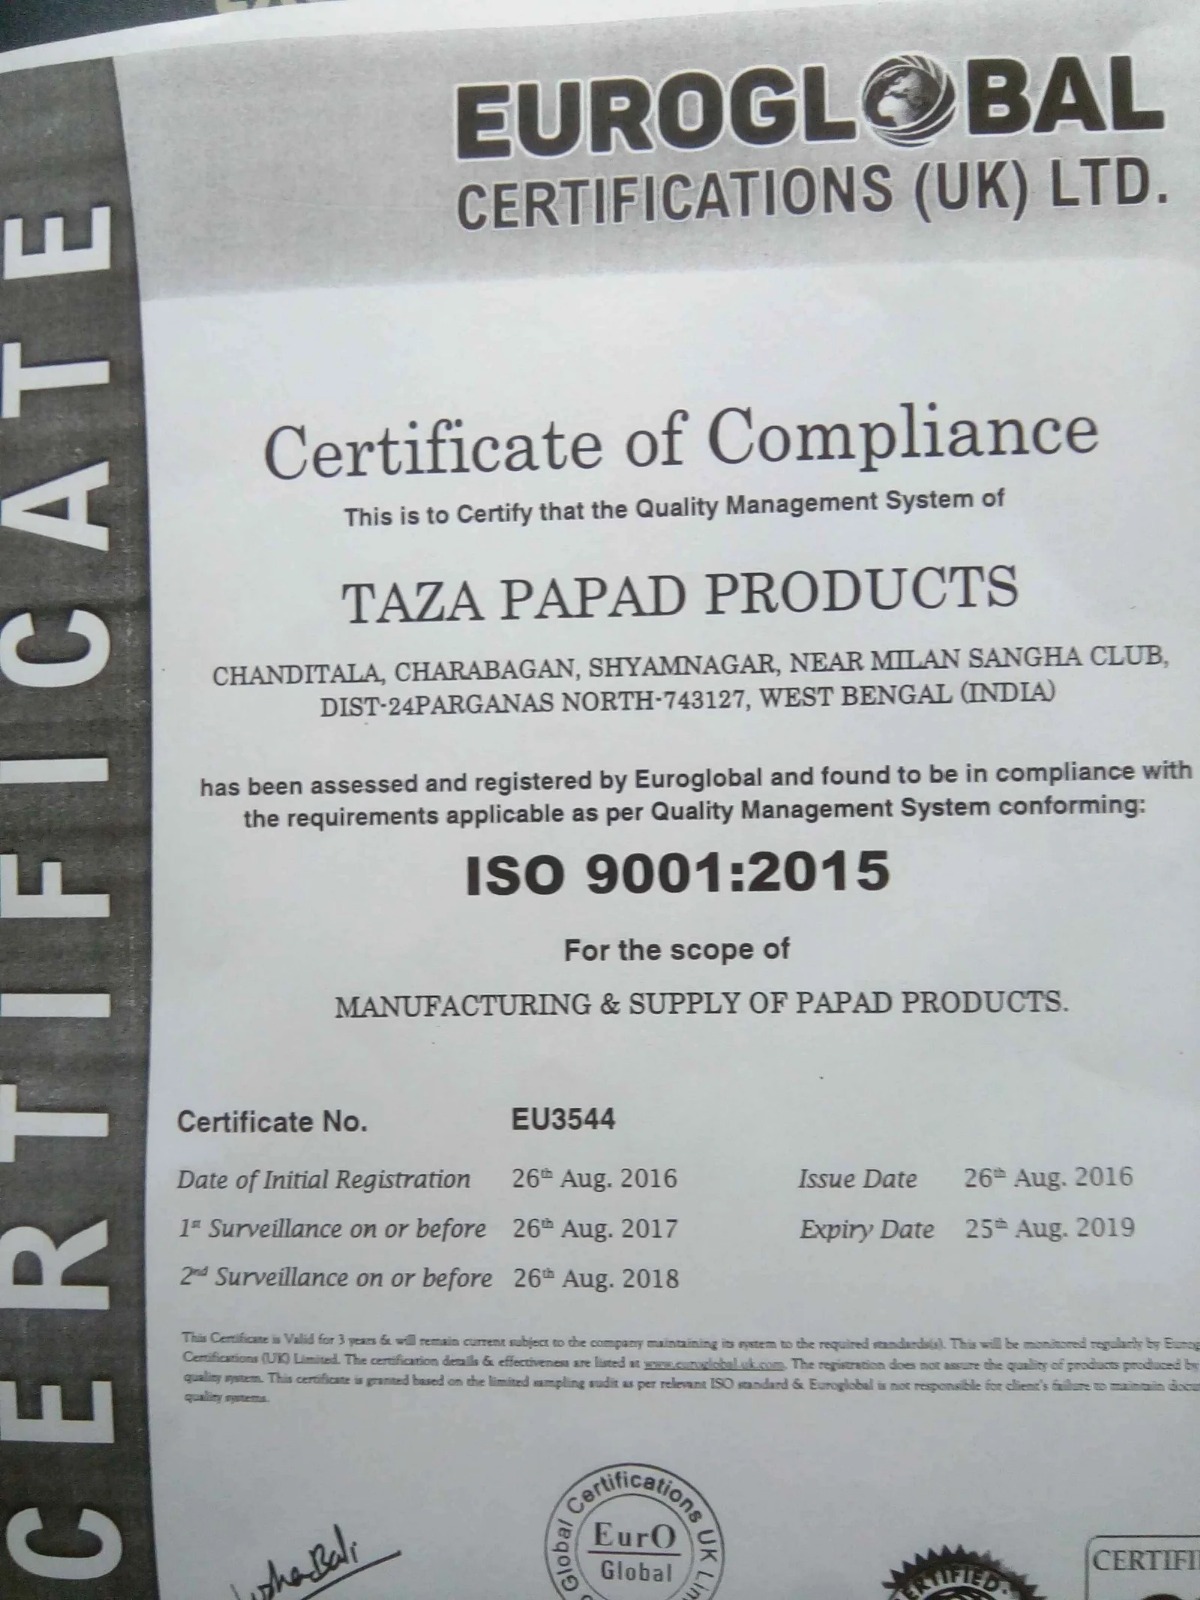 EUROGLOBAL
CERTIFICATIONS (UK) LTD.
CERTIFICATE
Certificate of Compliance
This is to Certify that the Quality Management System of
TAZA PAPAD PRODUCTS
CHANDITALA, CHARABAGAN, SHYAMNAGAR, NEAR MILAN SANGHA CLUB,
DIST-24PARGANAS NORTH-743127, WEST BENGAL (INDIA)
has been assessed and registered by Euroglobal and found to be in compliance with
the requirements applicable as per Quality Management System conforming:
ISO 9001:2015
For the scope of
MANUFACTURING & SUPPLY OF PAPAD PRODUCTS.
Certificate No. EU3544
Date of Initial Registration 26th Aug. 2016 Issue Date 26th Aug. 2016
1st Surveillance on or before 26th Aug. 2017 Expiry Date 25th Aug. 2019
2nd Surveillance on or before 26th Aug. 2018
This Certificate is Valid for 3 years & will remain current subject to the company maintaining its system to the required standard(s). This will be monitored regularly by Eurog
Certifications (UK) Limited. The certification details & effectiveness are listed at www.euroglobal.uk.com. The registration does not assure the quality of products produced by
quality system. This certificate is granted based on the limited sampling audit as per relevant ISO standard & Euroglobal is not responsible for client's failure to maintain docu
quality systems.
Global Certifications UK Lim
EurO
Global
CERTIFIED
CERTIFI